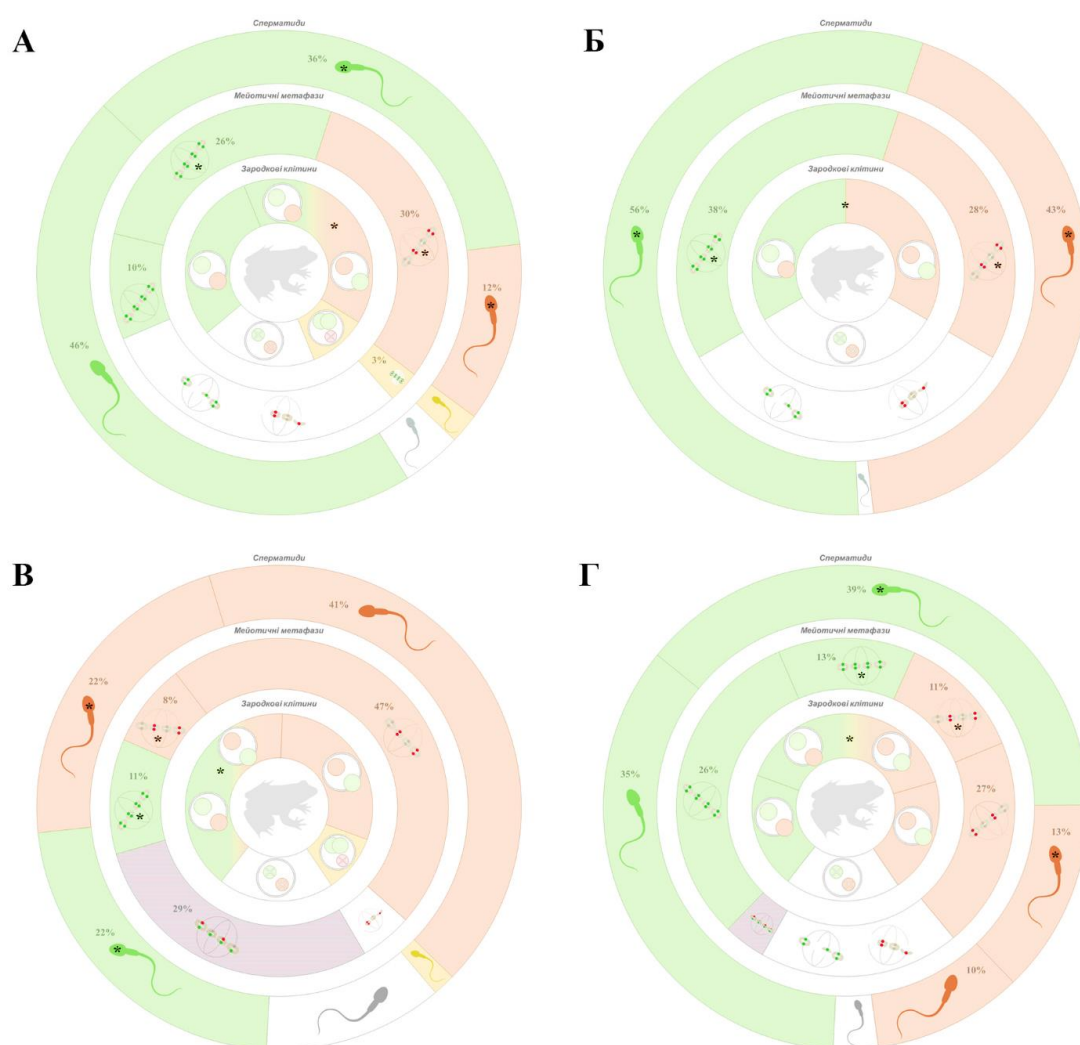 А
Сперматиди
36%
Мейотичні метафази
26%
Зародкові клітини
*
30%
10%
12%
46%
3%
Б
Сперматиди
Мейотичні метафази
Зародкові клітини
56%
38%
28%
43%
В
Сперматиди
41%
Мейотичні метафази
22%
8%
Зародкові клітини
47%
11%
29%
22%
Г
Сперматиди
39%
Мейотичні метафази
13%
Зародкові клітини
11%
35%
26%
27%
13%
10%